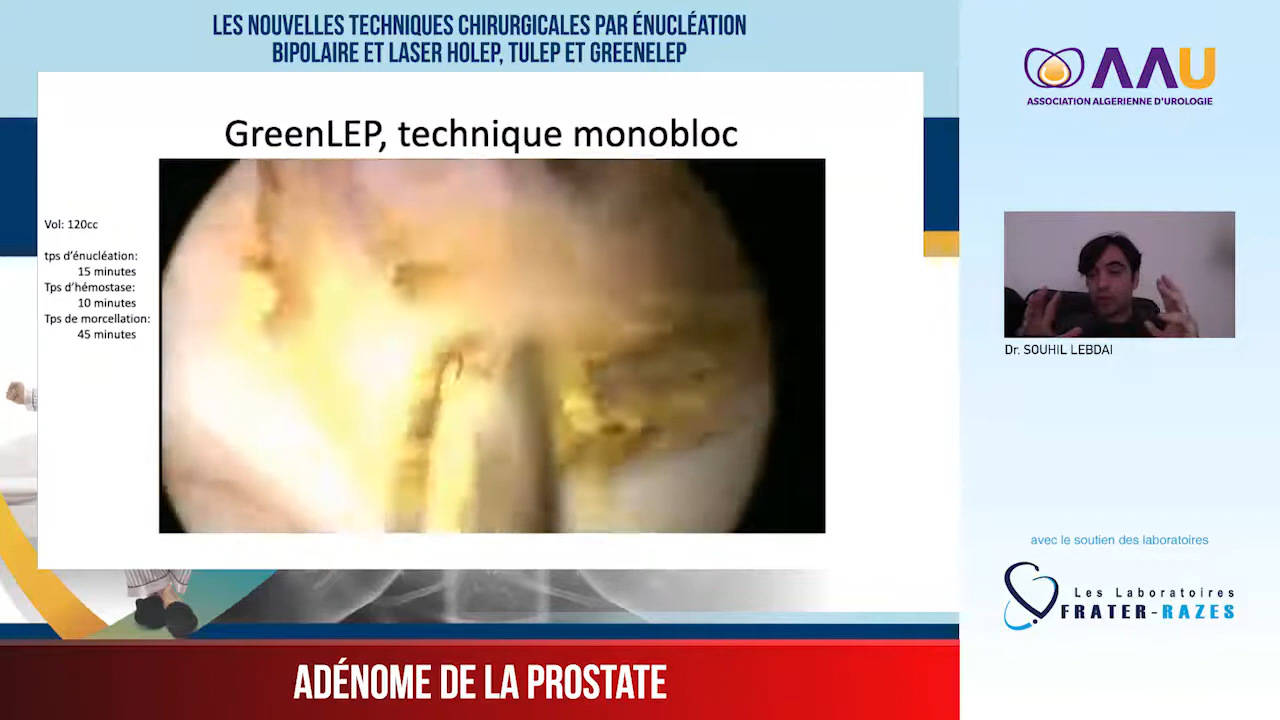 LES NOUVELLES TECHNIQUES CHIRURGICALES PAR ÉNUCLÉATION
BIPOLAIRE ET LASER HOLEP, TULEP ET GREENELEP
GreenLEP, technique monobloc
Vol: 120cc
tps d'énucléation:
15 minutes
Tps d'hémostase:
10 minutes
Tps de morcellation:
45 minutes
ADÉNOME DE LA PROSTATE
AAU
ASSOCIATION ALGERIENNE D'UROLOGIE
Dr. SOUHIL LEBDAI
avec le soutien des laboratoires
Les Laboratoires
FRATER-RAZES